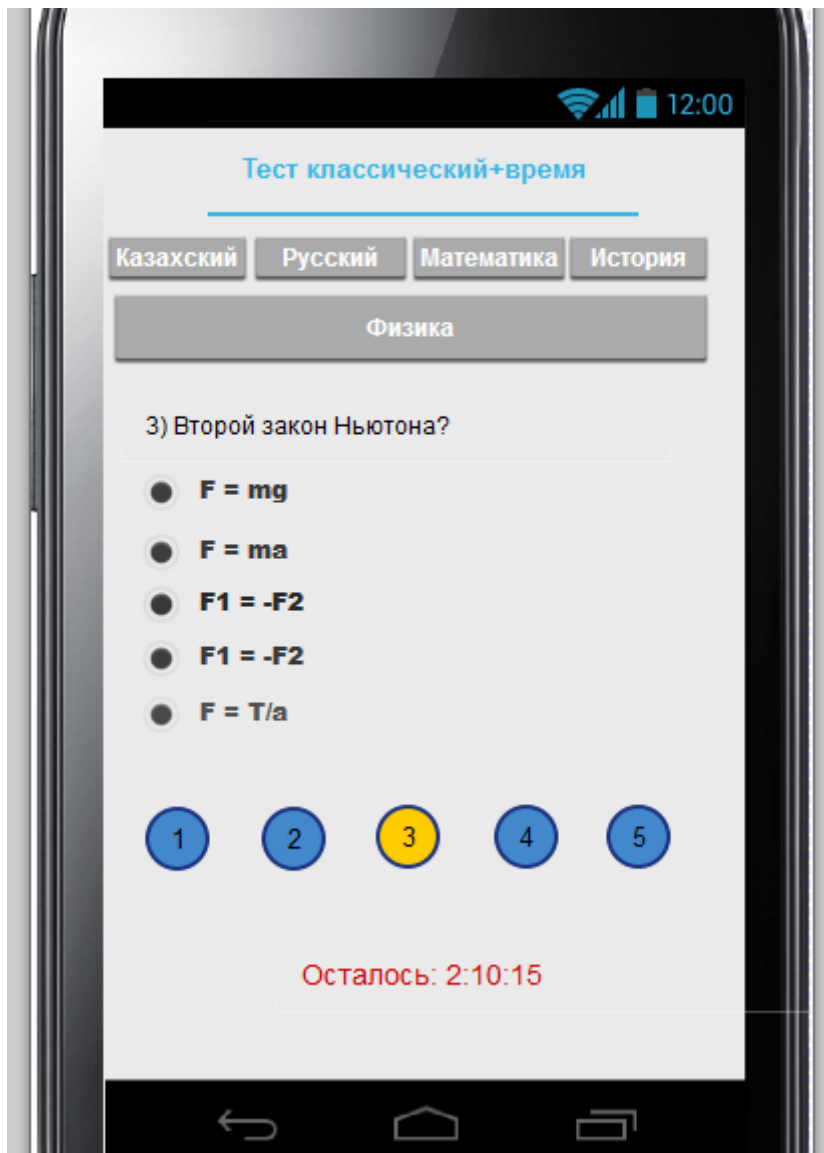 12:00
Тест классический+время
Казахский Русский Математика История
Физика
3) Второй закон Ньютона?
F = mg
F = ma
F1 = -F2
F1 = -F2
F = T/a
1 2 3 4 5
Осталось: 2:10:15